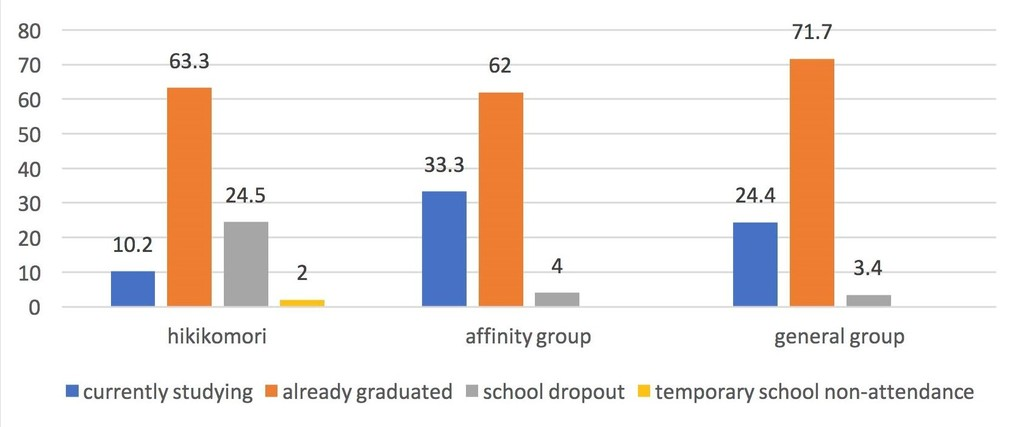 80
70
60
50
40
30
20
10
0
10.2
63.3
24.5
2
33.3
62
4
24.4
71.7
3.4
hikikomori
affinity group
general group
currently studying
already graduated
school dropout
temporary school non-attendance